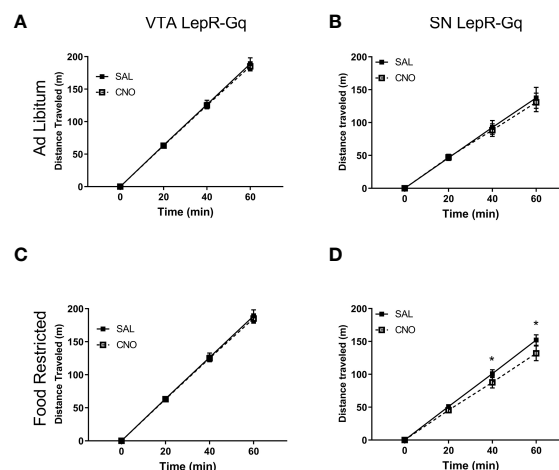 A
VTA LepR-Gq
B
SN LepR-Gq
Ad Libitum
Distance Traveled (m)
200
150
100
50
0
SAL
CNO
0 20 40 60
Time (min)
Distance Traveled (m)
200
150
100
50
0
SAL
CNO
0 20 40 60
Time (min)
C
D
Food Restricted
Distance Traveled (m)
200
150
100
50
0
SAL
CNO
0 20 40 60
Time (min)
Distance traveled (m)
200
150
100
50
0
SAL
CNO
* *
0 20 40 60
Time (min)